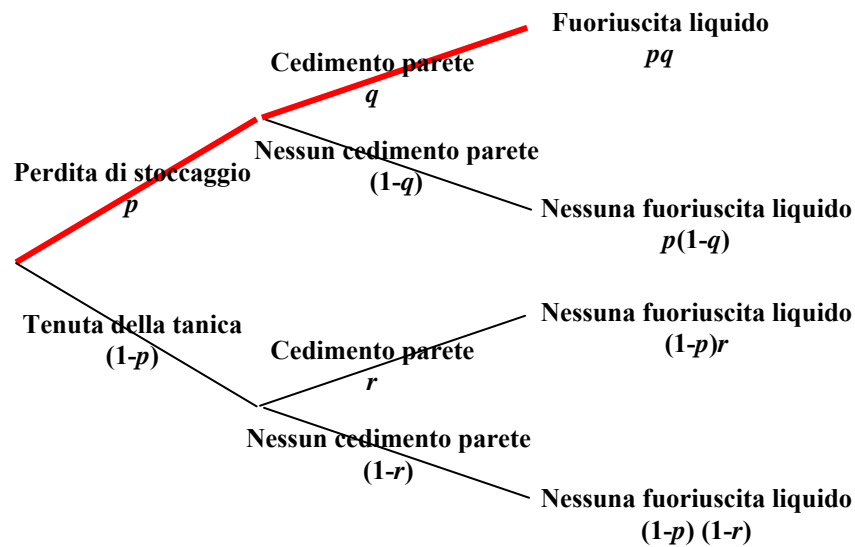 Fuoriuscita liquido
pq
Cedimento parete
q
Nessun cedimento parete
(1-q)
Perdita di stoccaggio
p
Nessuna fuoriuscita liquido
p(1-q)
Tenuta della tanica
(1-p)
Nessuna fuoriuscita liquido
(1-p)r
Cedimento parete
r
Nessun cedimento parete
(1-r)
Nessuna fuoriuscita liquido
(1-p) (1-r)